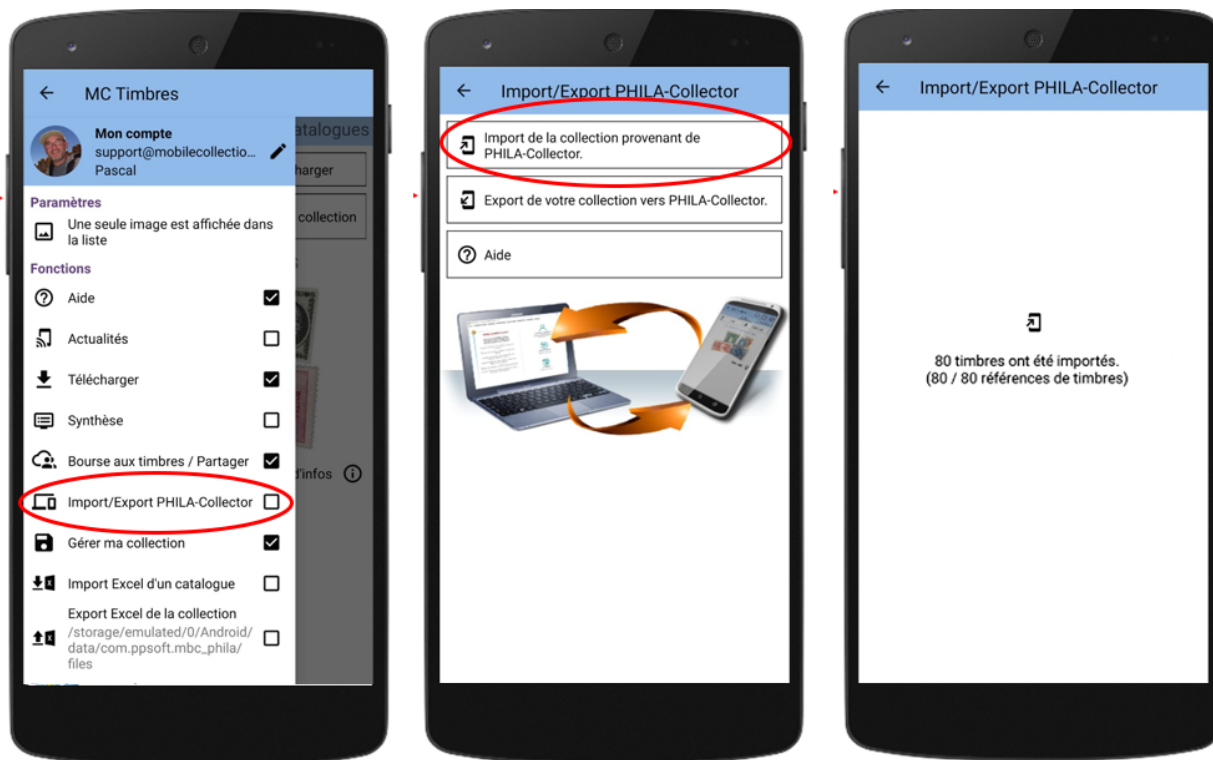 MC Timbres
Mon compte
support@mobilecollectio...
Pascal
atalogues
harger
collection
Paramètres
Une seule image est affichée dans
la liste
Fonctions
Aide
Actualités
Télécharger
Synthèse
Bourse aux timbres / Partager
d'infos
Import/Export PHILA-Collector
Gérer ma collection
Import Excel d'un catalogue
Export Excel de la collection
/storage/emulated/0/Android/
data/com.ppsoft.mbc_phila/
files
Import/Export PHILA-Collector
Import de la collection provenant de
PHILA-Collector.
Export de votre collection vers PHILA-Collector.
Aide
Import/Export PHILA-Collector
80 timbres ont été importés.
(80 / 80 références de timbres)